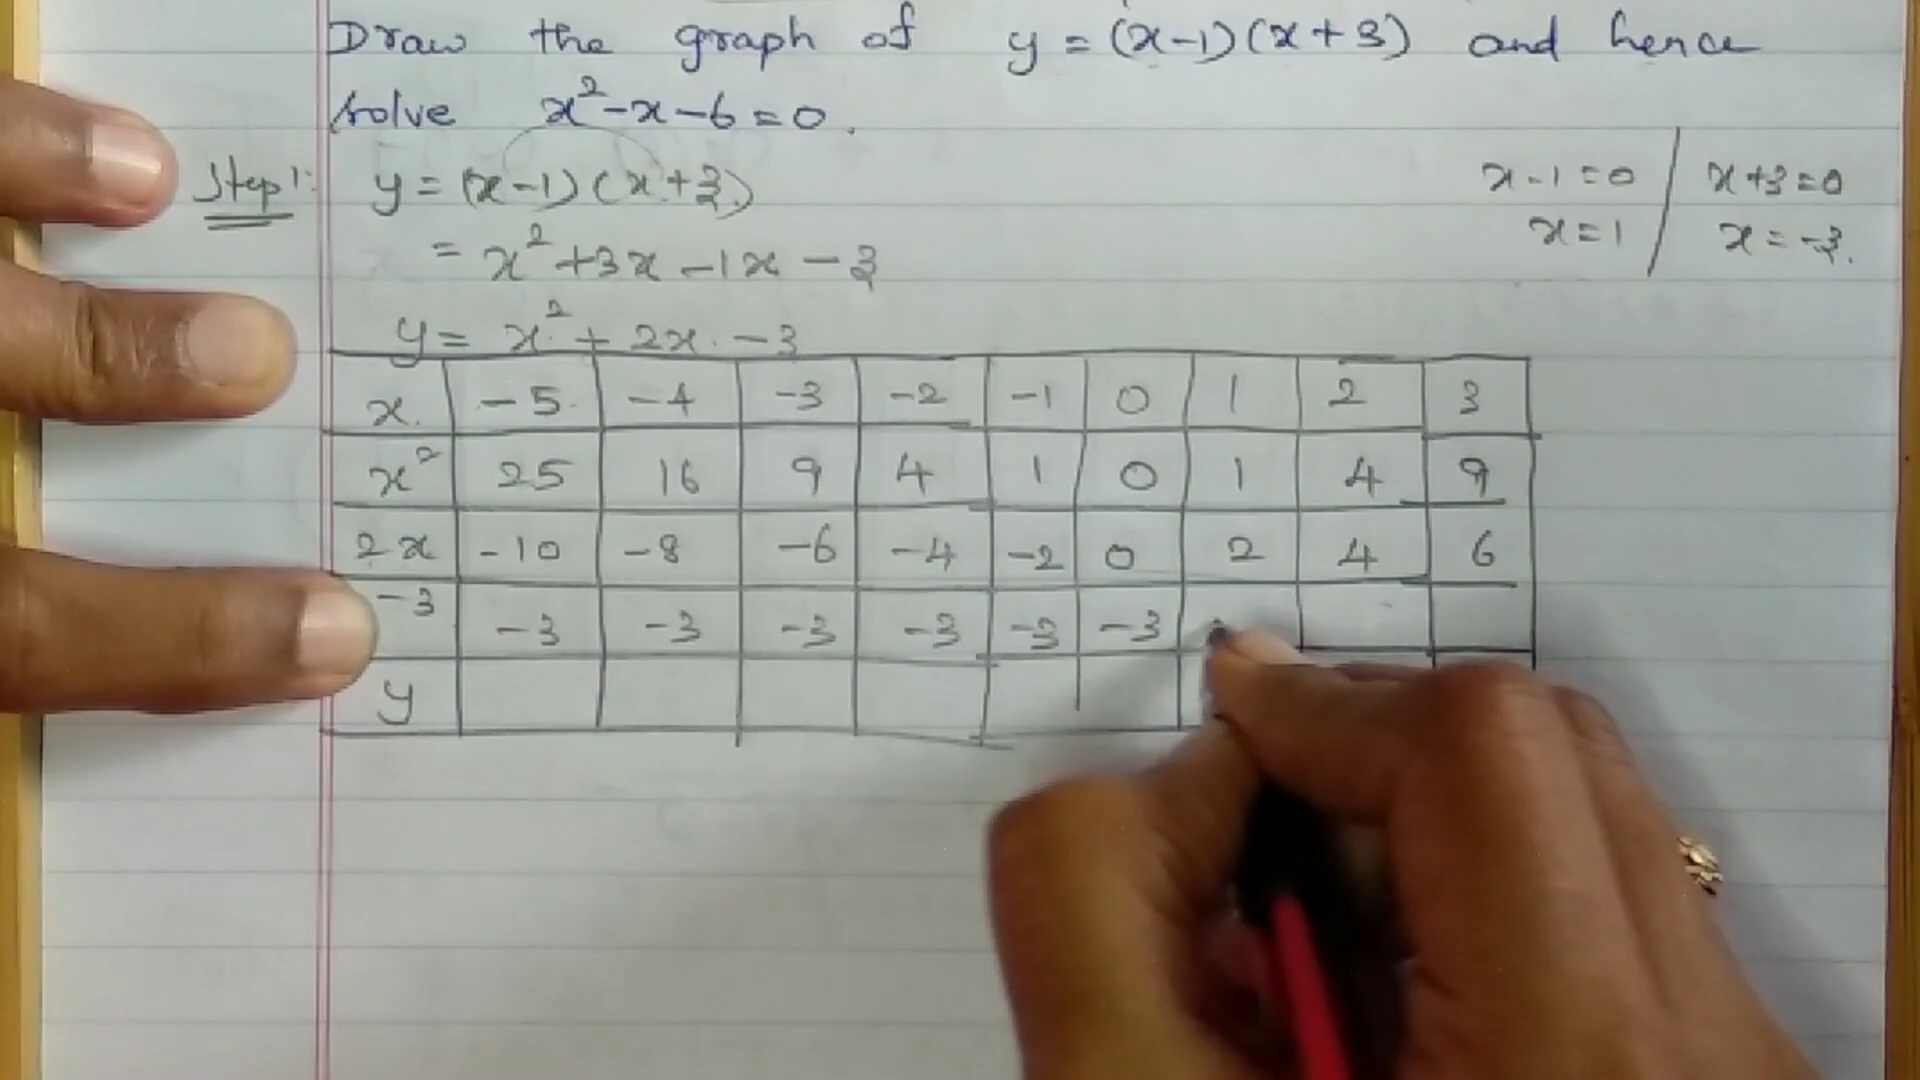 Draw the graph of y = (x-1)(x+3) and hence
solve x²-x-6=0.
Step 1: y = (x-1)(x+3)
x-1=0 x+3=0
x=1 x=-3.
= x²+3x-1x-3
y = x²+2x-3
x -5 -4 -3 -2 -1 0 1 2 3
x² 25 16 9 4 1 0 1 4 9
2x -10 -8 -6 -4 -2 0 2 4 6
-3 -3 -3 -3 -3 -3 -3
y